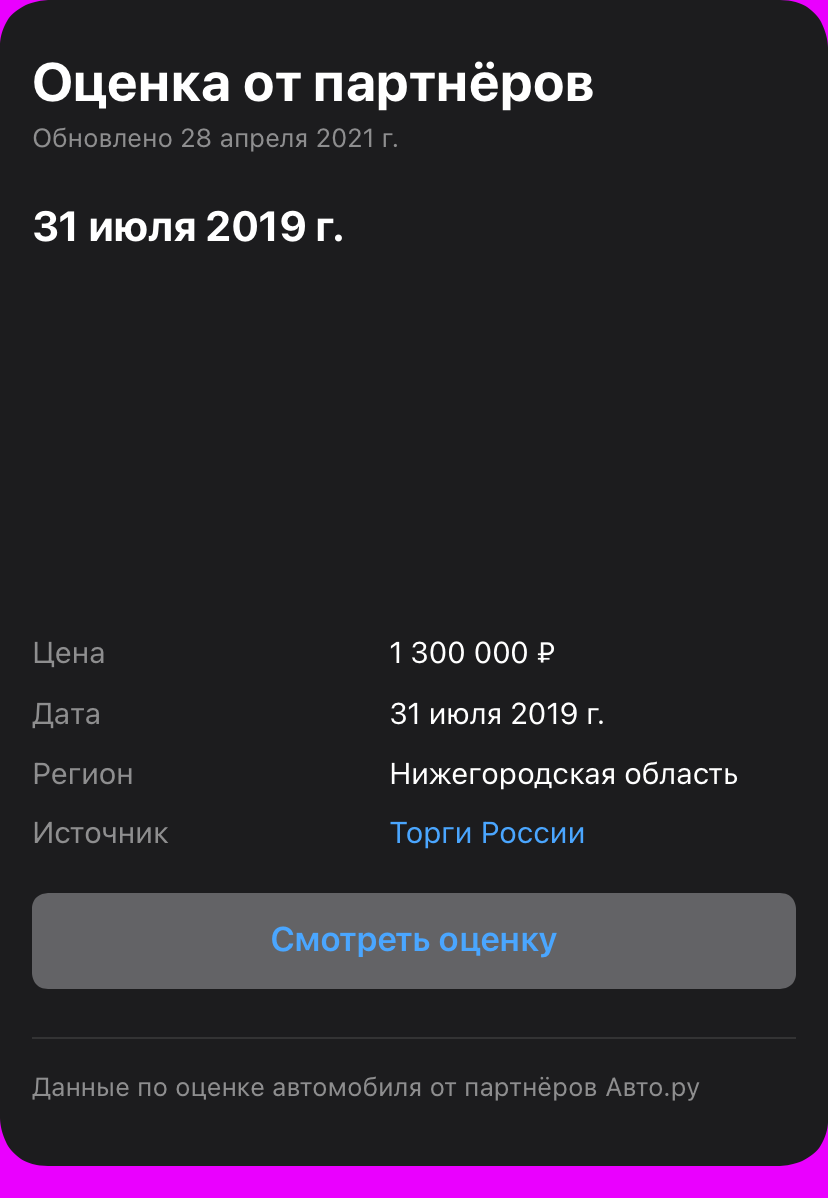 Оценка от партнёров
Обновлено 28 апреля 2021 г.
31 июля 2019 г.
Цена 1 300 000 ₽
Дата 31 июля 2019 г.
Регион Нижегородская область
Источник Торги России
Смотреть оценку
Данные по оценке автомобиля от партнёров Авто.ру